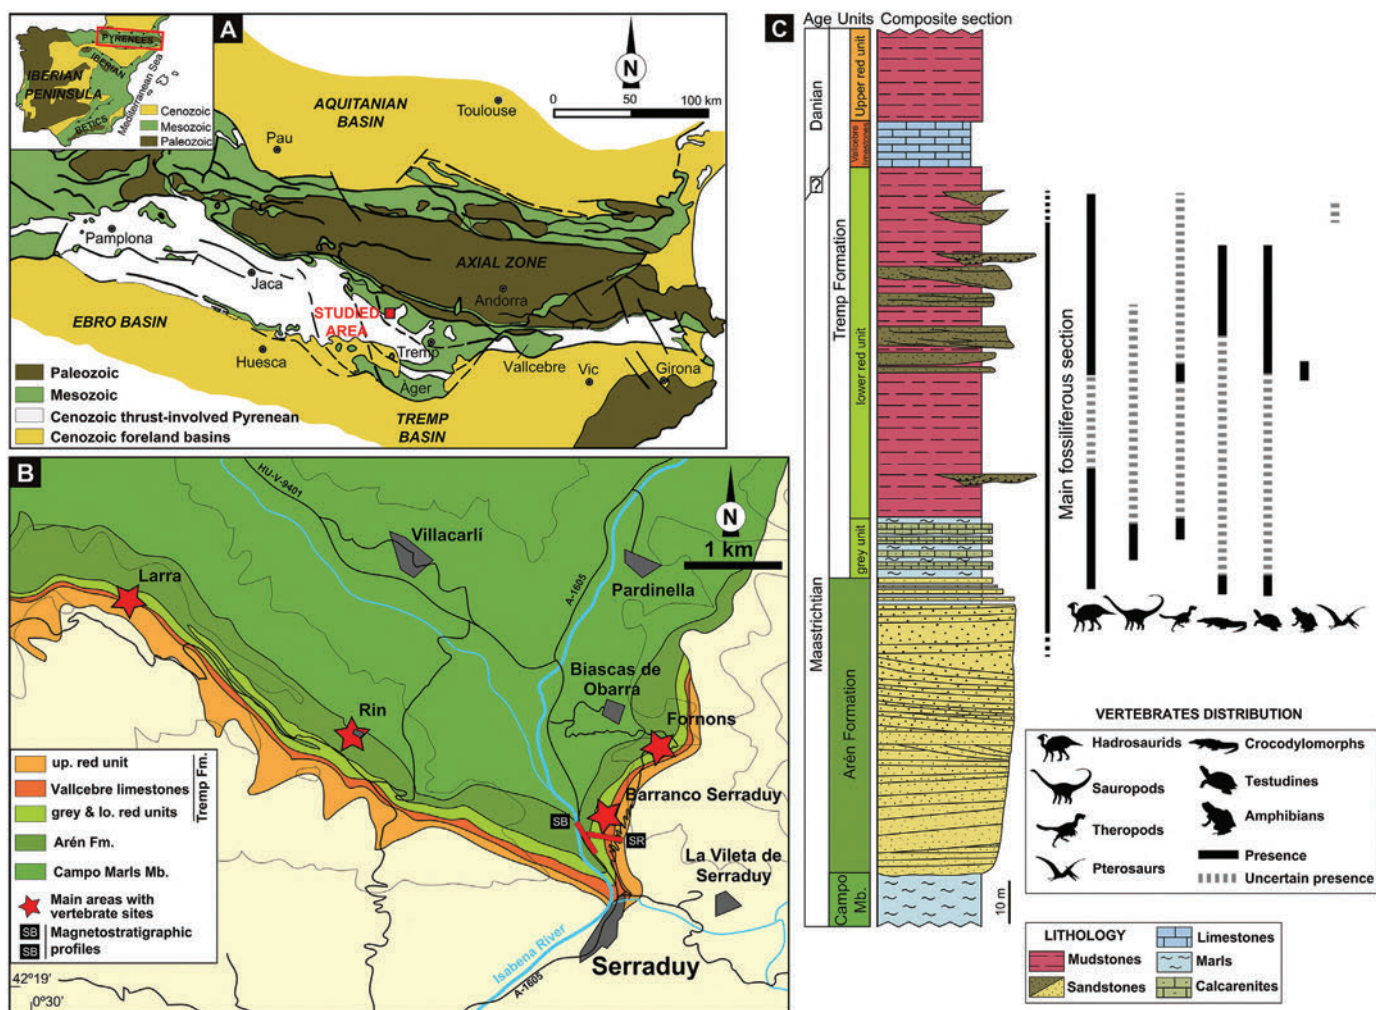 A
PYRENEES
IBERIAN
IBERIAN
PENINSULA
BETICS
Mediterranean Sea
Cenozoic
Mesozoic
Paleozoic
N
0 50 100 km
AQUITANIAN
BASIN
Toulouse
Pau
Pamplona
Jaca
AXIAL ZONE
Andorra
STUDIED
AREA
EBRO BASIN
Huesca
Tremp
Àger
Vallcebre
Vic
Girona
TREMP
BASIN
Paleozoic
Mesozoic
Cenozoic thrust-involved Pyrenean
Cenozoic foreland basins
B
HU-V-9401
N
1 km
Villacarlí
A-1605
Pardinella
Larra
Biascas de
Obarra
Rin
Fornons
Barranco Serraduy
SB
SR
La Vileta de
Serraduy
Isabena River
A-1605
Serraduy
up. red unit
Vallcebre limestones
grey & lo. red units
Tremp Fm.
Arén Fm.
Campo Marls Mb.
Main areas with
vertebrate sites
SB Magnetostratigraphic
SB profiles
42º19'
0º30'
C
Age Units Composite section
Danian
?
Maastrichtian
Upper red unit
Vallcebre
limestones
Tremp Formation
lower red unit
grey unit
Arén Formation
Campo
Mb.
10 m
Main fossiliferous section
VERTEBRATES DISTRIBUTION
Hadrosaurids
Crocodylomorphs
Sauropods
Testudines
Theropods
Amphibians
Pterosaurs
Presence
Uncertain presence
LITHOLOGY
Limestones
Mudstones
Marls
Sandstones
Calcarenites